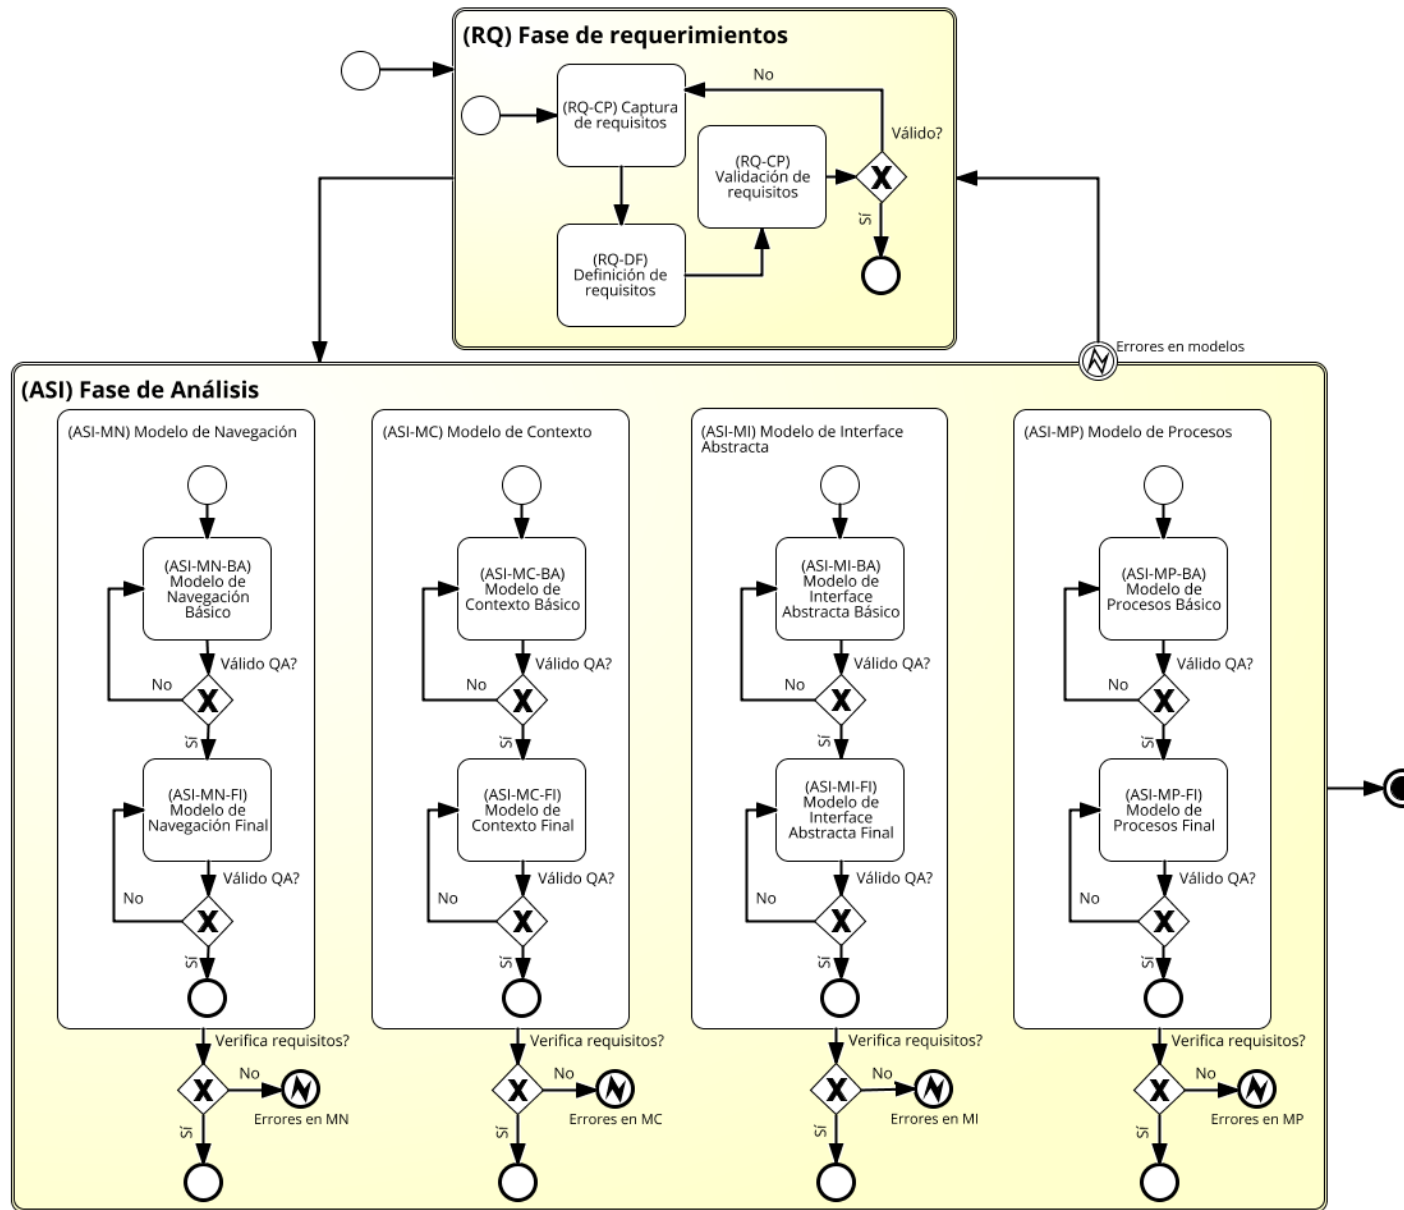 (RQ) Fase de requerimientos
No
(RQ-CP) Captura
de requisitos
Válido?
(RQ-CP)
Validación de
requisitos
Sí
(RQ-DF)
Definición de
requisitos
Errores en modelos
(ASI) Fase de Análisis
(ASI-MN) Modelo de Navegación
(ASI-MN-BA)
Modelo de
Navegación
Básico
Válido QA?
No
Sí
(ASI-MN-FI)
Modelo de
Navegación Final
Válido QA?
No
Sí
Verifica requisitos?
No
Errores en MN
Sí
(ASI-MC) Modelo de Contexto
(ASI-MC-BA)
Modelo de
Contexto Básico
Válido QA?
No
Sí
(ASI-MC-FI)
Modelo de
Contexto Final
Válido QA?
No
Sí
Verifica requisitos?
No
Errores en MC
Sí
(ASI-MI) Modelo de Interface
Abstracta
(ASI-MI-BA)
Modelo de
Interface
Abstracta Básico
Válido QA?
No
Sí
(ASI-MI-FI)
Modelo de
Interface
Abstracta Final
Válido QA?
No
Sí
Verifica requisitos?
No
Errores en MI
Sí
(ASI-MP) Modelo de Procesos
(ASI-MP-BA)
Modelo de
Procesos Básico
Válido QA?
No
Sí
(ASI-MP-FI)
Modelo de
Procesos Final
Válido QA?
No
Sí
Verifica requisitos?
No
Errores en MP
Sí